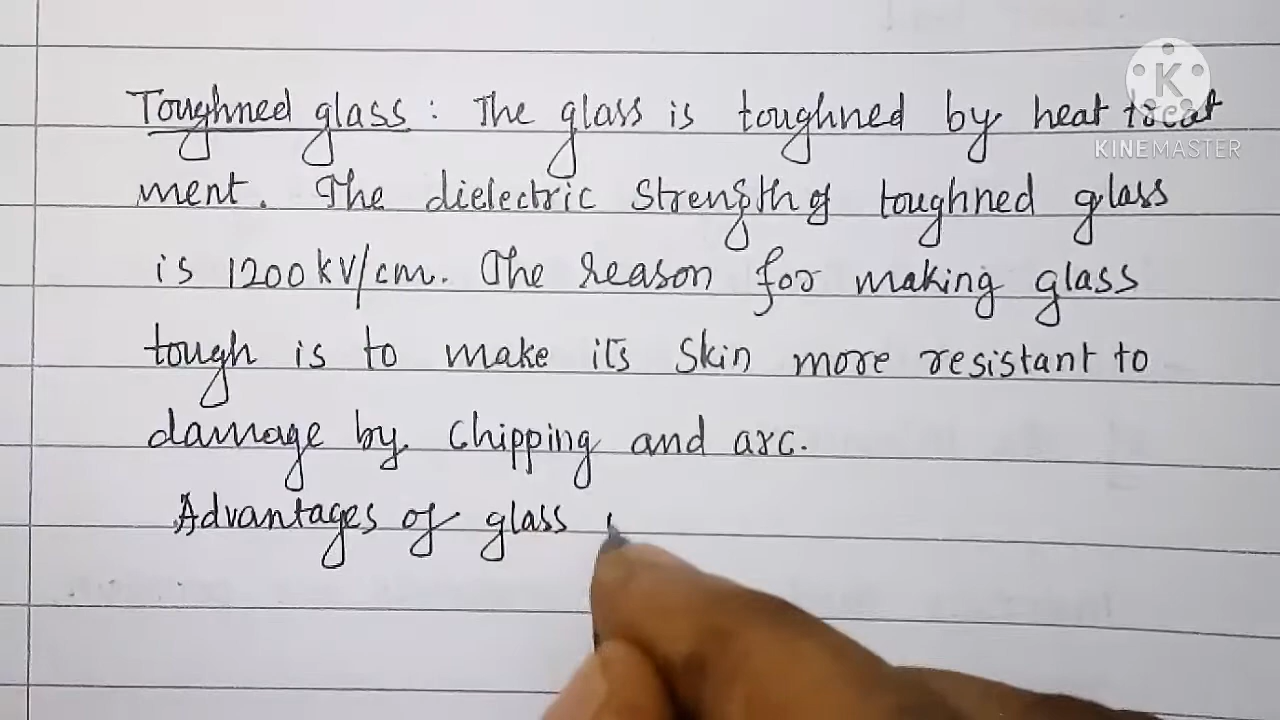 Toughned glass : The glass is toughned by heat treat
ment. The dielectric strength of toughned glass
is 1200kV/cm. The reason for making glass
tough is to make its skin more resistant to
damage by chipping and arc.
Advantages of glass
K
KINEMASTER